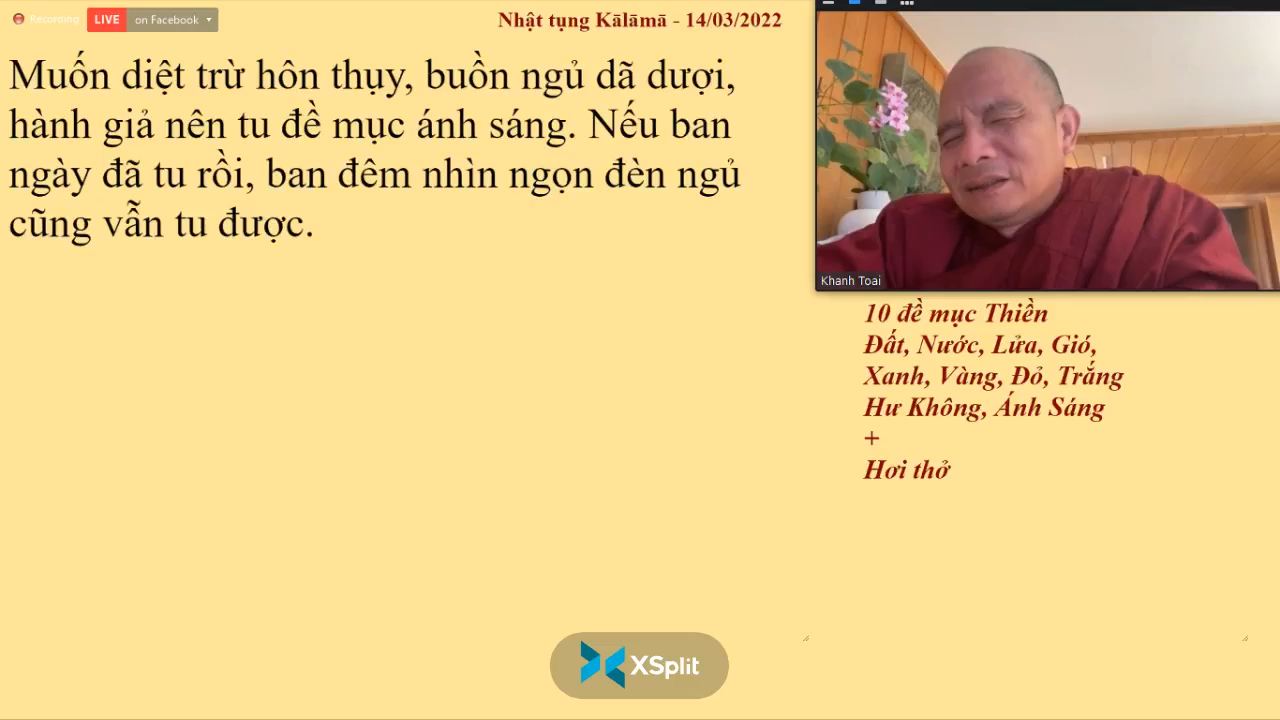 Recording
LIVE on Facebook
Nhật tụng Kālāmā - 14/03/2022
Muốn diệt trừ hôn thụy, buồn ngủ dã dượi,
hành giả nên tu đề mục ánh sáng. Nếu ban
ngày đã tu rồi, ban đêm nhìn ngọn đèn ngủ
cũng vẫn tu được.
Khanh Toai
10 đề mục Thiền
Đất, Nước, Lửa, Gió,
Xanh, Vàng, Đỏ, Trắng
Hư Không, Ánh Sáng
+
Hơi thở
XSplit